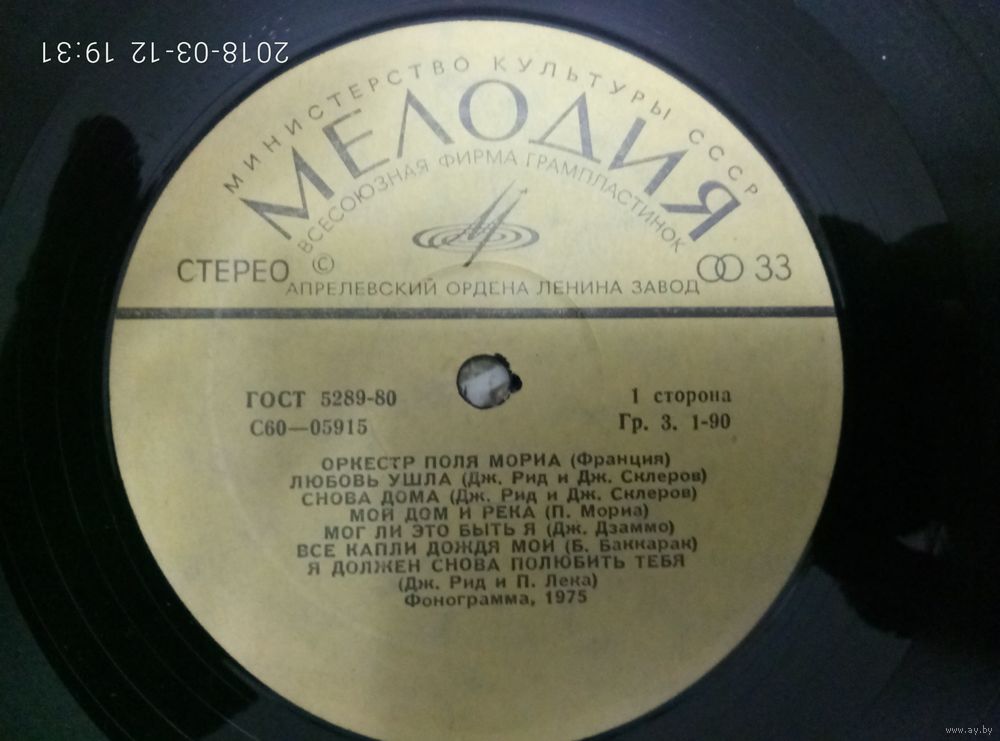 2018-03-12 19:31
МИНИСТЕРСТВО КУЛЬТУРЫ СССР
МЕЛОДИЯ
ВСЕСОЮЗНАЯ ФИРМА ГРАМПЛАСТИНОК
СТЕРЕО ©
33
АПРЕЛЕВСКИЙ ОРДЕНА ЛЕНИНА ЗАВОД
ГОСТ 5289-80
1 сторона
С60—05915
Гр. 3. 1-90
ОРКЕСТР ПОЛЯ МОРИА (Франция)
ЛЮБОВЬ УШЛА (Дж. Рид и Дж. Склеров)
СНОВА ДОМА (Дж. Рид и Дж. Склеров)
МОЙ ДОМ И РЕКА (П. Мориа)
МОГ ЛИ ЭТО БЫТЬ Я (Дж. Дзаммо)
ВСЕ КАПЛИ ДОЖДЯ МОИ (Б. Баккарак)
Я ДОЛЖЕН СНОВА ПОЛЮБИТЬ ТЕБЯ
(Дж. Рид и П. Лека)
Фонограмма, 1975
www.ay.by